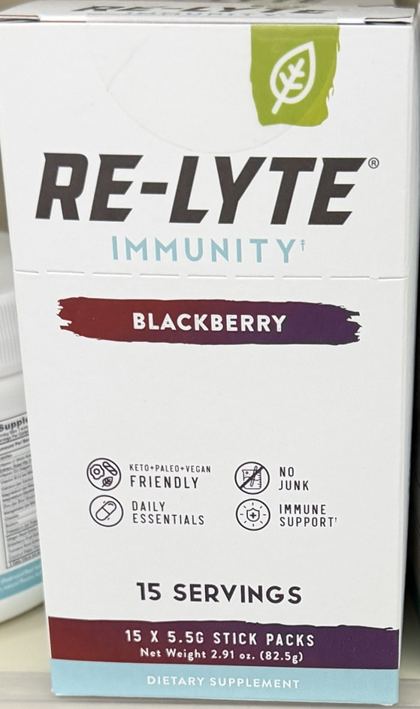 RE-LYTE®
IMMUNITY†
BLACKBERRY
KETO+PALEO+VEGAN
FRIENDLY
NO
JUNK
DAILY
ESSENTIALS
IMMUNE
SUPPORT†
15 SERVINGS
15 X 5.5G STICK PACKS
Net Weight 2.91 oz. (82.5g)
DIETARY SUPPLEMENT